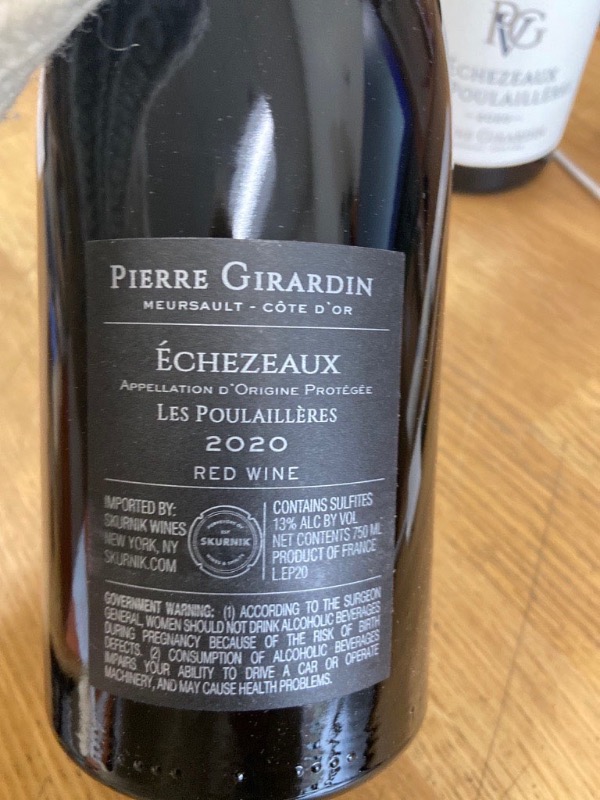 PVG
ÉCHEZEAUX
POULAILLÈRES
GIRARDIN
PIERRE GIRARDIN
MEURSAULT - CÔTE D'OR
ÉCHEZEAUX
APPELLATION D'ORIGINE PROTÉGÉE
LES POULAILLÈRES
2020
RED WINE
IMPORTED BY:
SKURNIK WINES
NEW YORK, NY
SKURNIK.COM
SKURNIK
CONTAINS SULFITES
13% ALC BY VOL
NET CONTENTS 750 ML
PRODUCT OF FRANCE
L.EP20
GOVERNMENT WARNING: (1) ACCORDING TO THE SURGEON
GENERAL, WOMEN SHOULD NOT DRINK ALCOHOLIC BEVERAGES
DURING PREGNANCY BECAUSE OF THE RISK OF BIRTH
DEFECTS. (2) CONSUMPTION OF ALCOHOLIC BEVERAGES
IMPAIRS YOUR ABILITY TO DRIVE A CAR OR OPERATE
MACHINERY, AND MAY CAUSE HEALTH PROBLEMS.